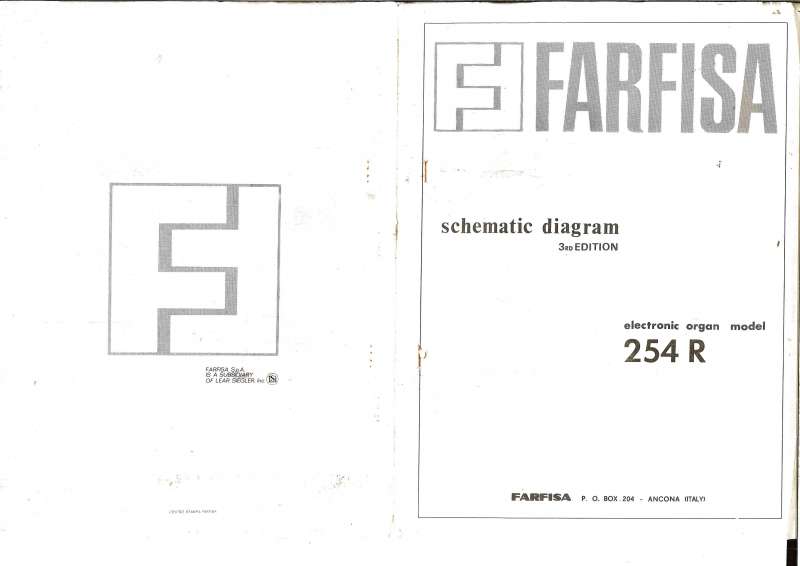 FARFISA
schematic diagram
3RD EDITION
electronic organ model
254 R
FARFISA P. O. BOX 204 - ANCONA (ITALY)
FARFISA S.p.A.
IS A SUBSIDIARY
OF LEAR SIEGLER, Inc.